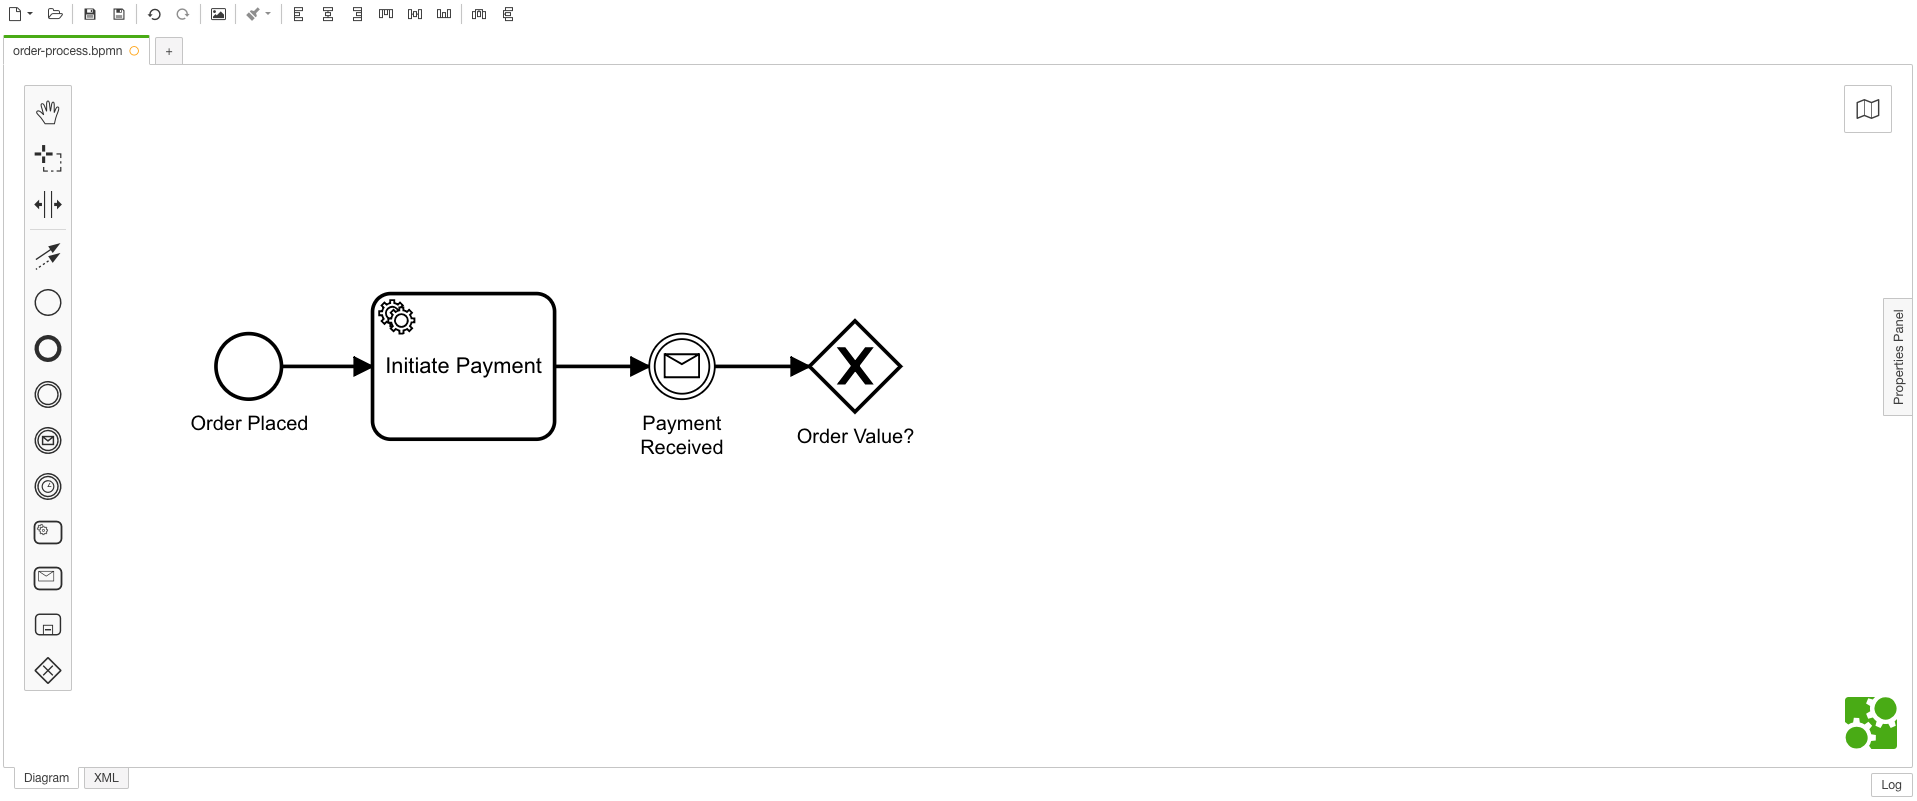 order-process.bpmn
+
Initiate Payment
Order Placed
Payment
Received
Order Value?
Properties Panel
Diagram
XML
Log